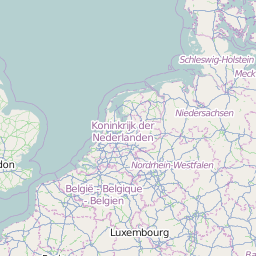 Schleswig-Holstein
Meck
Koninkrijk der
Nederlanden
Niedersachsen
don
Nordrhein-Westfalen
België - Belgique
- Belgien
Luxembourg